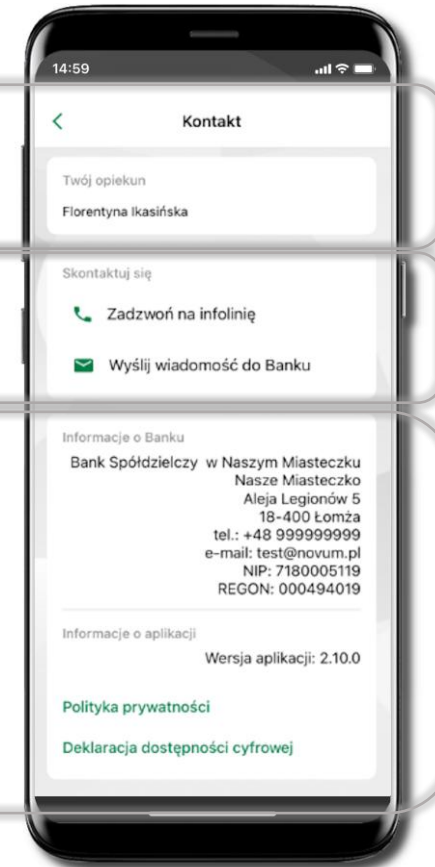 14:59
Kontakt
Twój opiekun
Florentyna Ikasińska
Skontaktuj się
Zadzwoń na infolinię
Wyślij wiadomość do Banku
Informacje o Banku
Bank Spółdzielczy w Naszym Miasteczku
Nasze Miasteczko
Aleja Legionów 5
18-400 Łomża
tel.: +48 999999999
e-mail: test@novum.pl
NIP: 7180005119
REGON: 000494019
Informacje o aplikacji
Wersja aplikacji: 2.10.0
Polityka prywatności
Deklaracja dostępności cyfrowej